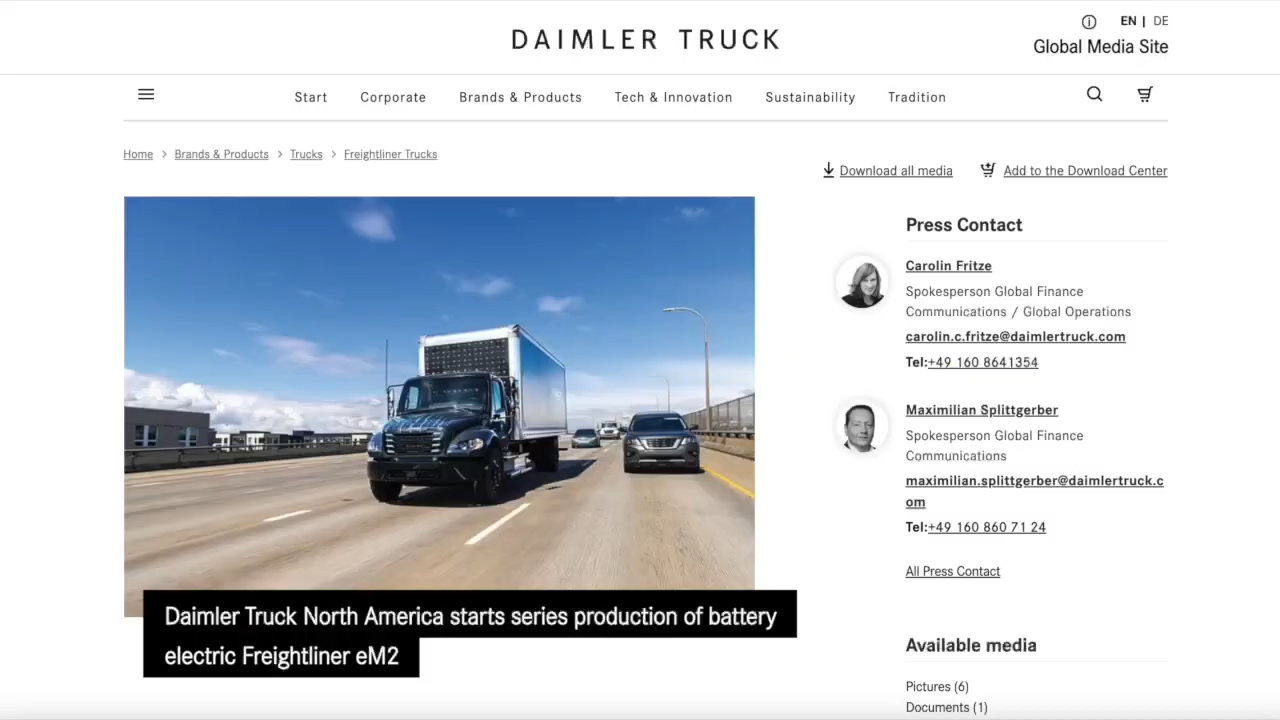 DAIMLER TRUCK
EN | DE
Global Media Site
Start Corporate Brands & Products Tech & Innovation Sustainability Tradition
Home > Brands & Products > Trucks > Freightliner Trucks
Download all media Add to the Download Center
Daimler Truck North America starts series production of battery
electric Freightliner eM2
Press Contact
Carolin Fritze
Spokesperson Global Finance
Communications / Global Operations
carolin.c.fritze@daimlertruck.com
Tel:+49 160 8641354
Maximilian Splittgerber
Spokesperson Global Finance
Communications
maximilian.splittgerber@daimlertruck.c
om
Tel:+49 160 860 71 24
All Press Contact
Available media
Pictures (6)
Documents (1)